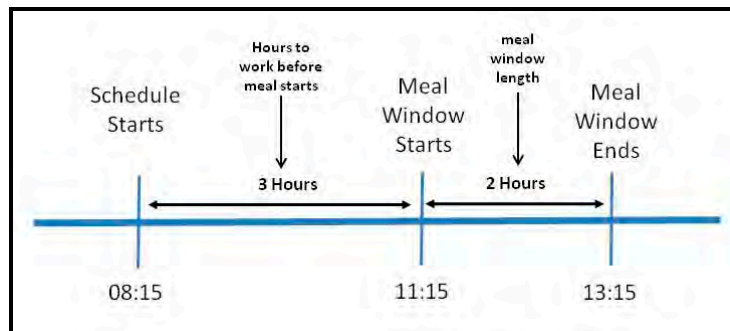 Hours to
work before
meal starts
meal
window
length
Schedule
Starts
Meal
Window
Starts
Meal
Window
Ends
3 Hours
2 Hours
08:15
11:15
13:15